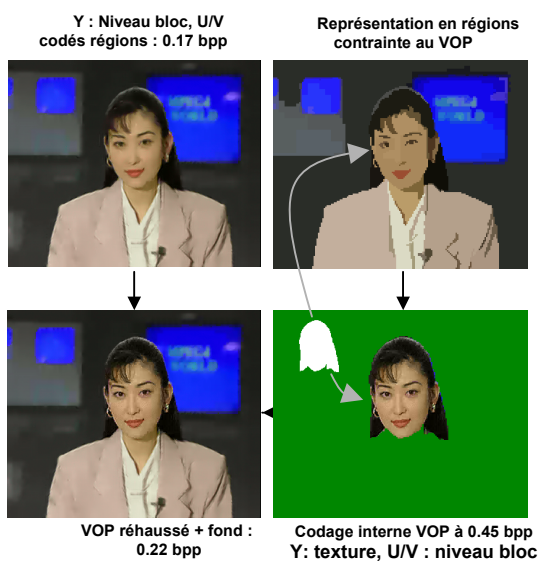 Y : Niveau bloc, U/V
codés régions : 0.17 bpp
Représentation en régions
contrainte au VOP
WORLD
VOP réhaussé + fond :
0.22 bpp
Codage interne VOP à 0.45 bpp
Y: texture, U/V : niveau bloc